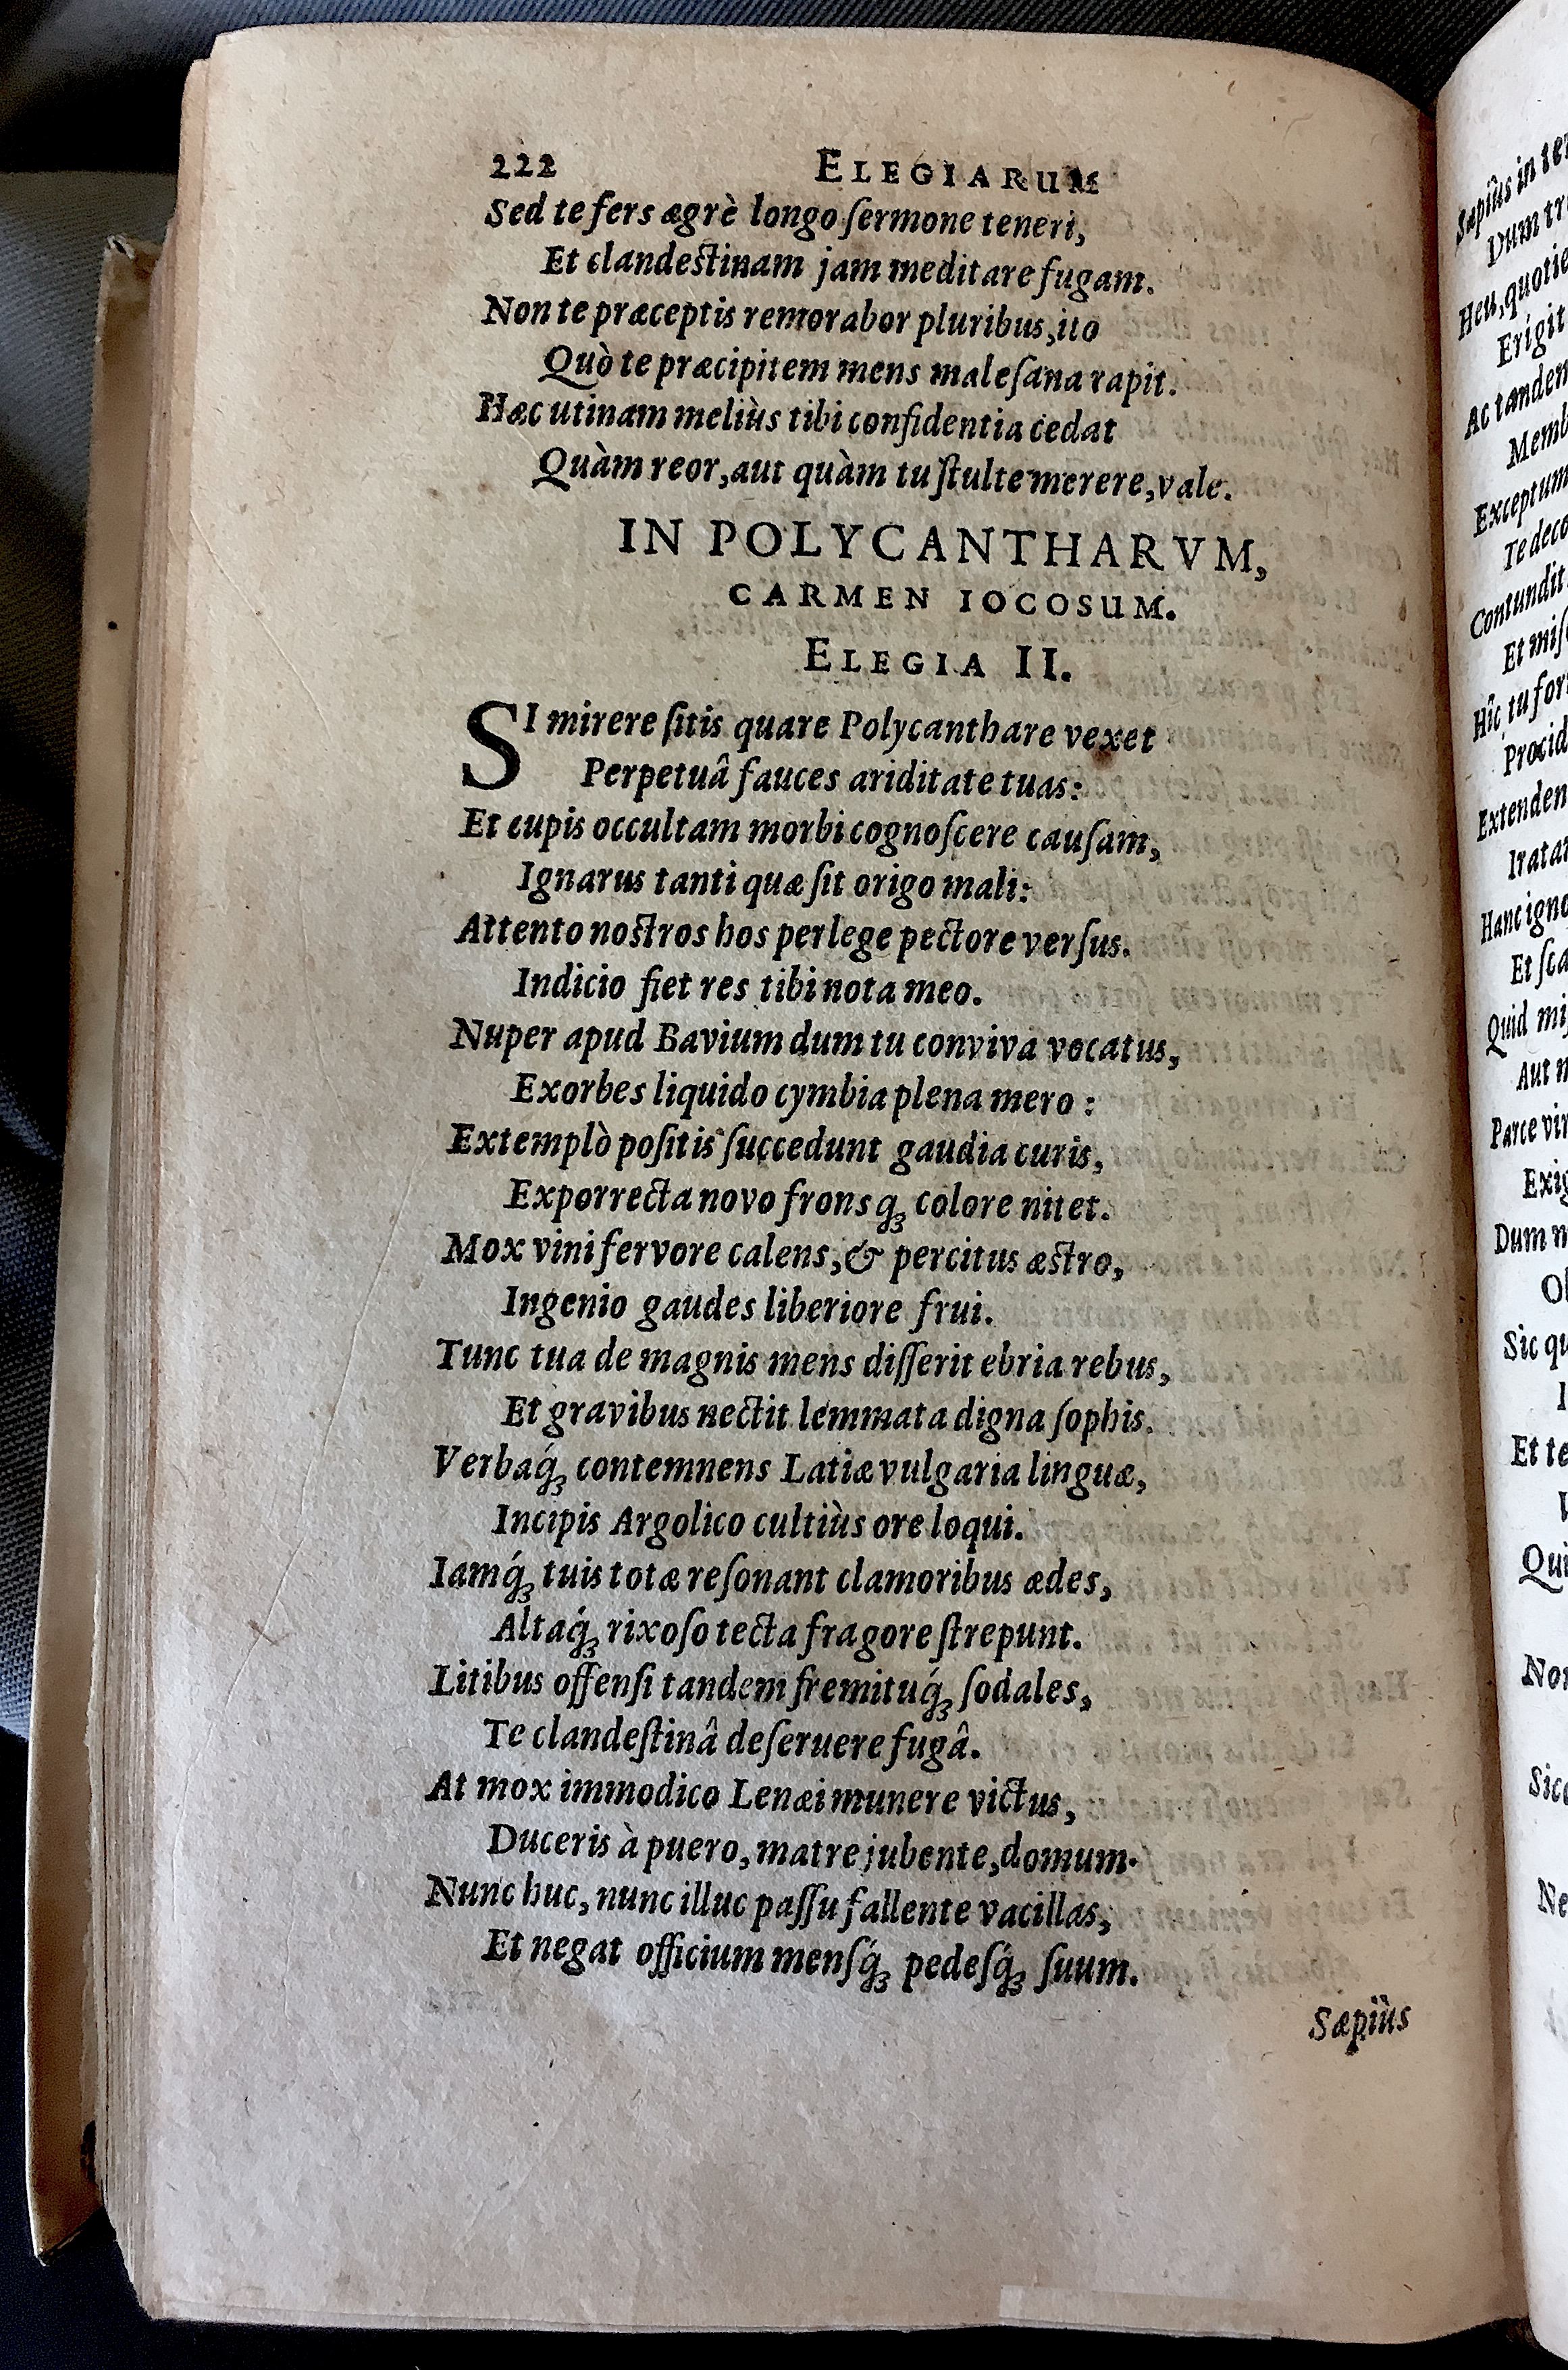 222 ELEGIARUM
Sed te fers ægrè longo ſermone teneri,
Et clandeſtinam jam meditare fugam.
Non te præceptis remorabor pluribus, ito
Quò te præcipitem mens maleſana rapit.
Hæc utinam meliùs tibi confidentia cedat
Quàm reor, aut quàm tu ſtulte merere, vale.
IN POLYCANTHARVM,
CARMEN IOCOSUM.
ELEGIA II.
SI mirere ſitis quare Polycanthare vexet
Perpetuâ fauces ariditate tuas:
Et cupis occultam morbi cognoſcere cauſam,
Ignarus tanti quæ ſit origo mali:
Attento noſtros hos perlege pectore verſus.
Indicio fiet res tibi nota meo.
Nuper apud Bavium dum tu conviva vocatus,
Exorbes liquido cymbia plena mero :
Extemplò poſitis ſuccedunt gaudia curis,
Exporrecta novo fronsqꝫ colore nitet.
Mox vini fervore calens, & percitus æſtro,
Ingenio gaudes liberiore frui.
Tunc tua de magnis mens diſſerit ebria rebus,
Et gravibus nectit lemmata digna ſophis.
Verbaq́ꝫ contemnens Latiæ vulgaria linguæ,
Incipis Argolico cultiùs ore loqui.
Iamq́ꝫ tuis totæ reſonant clamoribus ædes,
Altaq́ꝫ rixoſo tecta fragore ſtrepunt.
Litibus offenſi tandem fremituq́ꝫ ſodales,
Te clandeſtinâ deſeruere fugâ.
At mox immodico Lenæi munere victus,
Duceris à puero, matre jubente, domum.
Nunc huc, nunc illuc paſſu fallente vacillas,
Et negat officium menſq́ꝫ pedeſq́ꝫ ſuum.
Sæpiùs
Sæpiùs in
Dum
Heu, quotie
Erigit
Ac tandem
Memb
Exceptum
Te deco
Contundit
Et miſ
Hîc tu for
Procid
Extenden
Iratam
Hanc igno
Et ſca
Quid miſ
Aut n
Parce vi
Exig
Dum m
Ol
Sic qu
I
Et te
Qui
Non
Sic
Ne